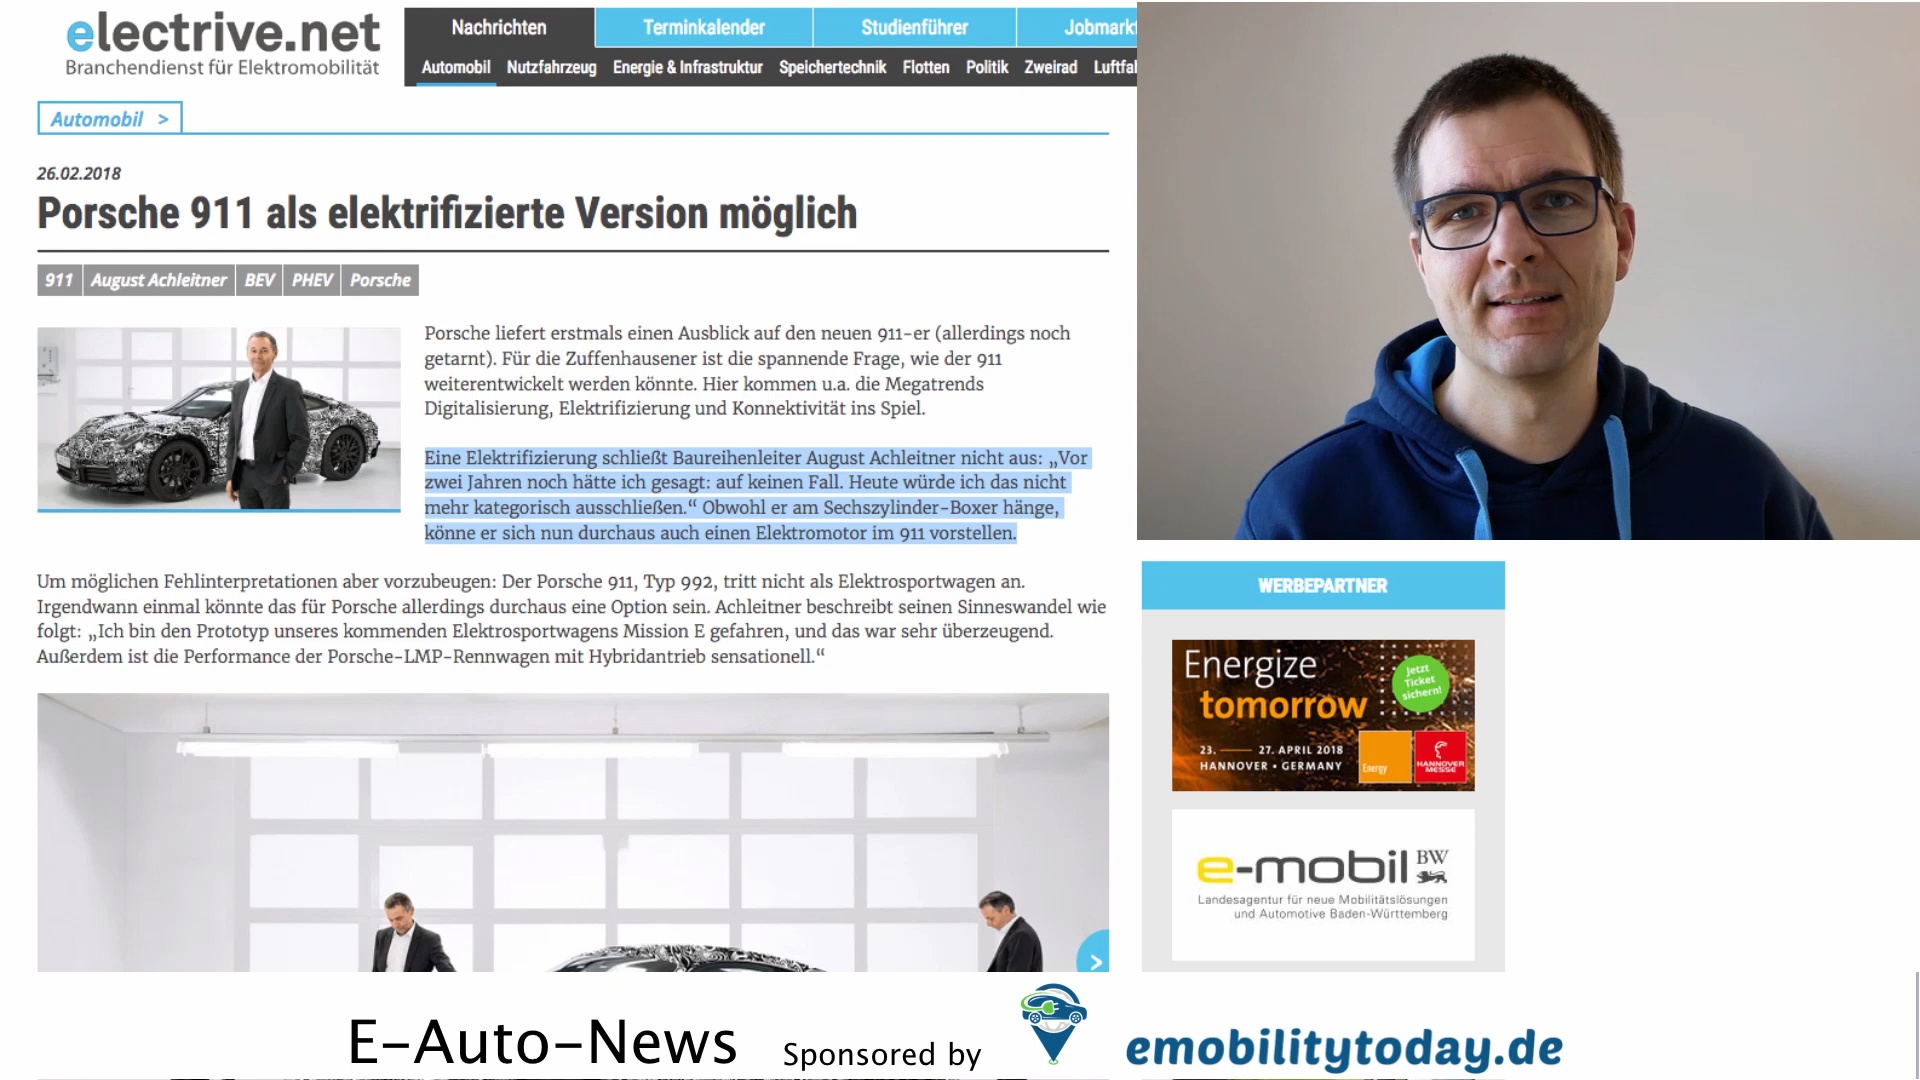 electrive.net
Branchendienst für Elektromobilität
Nachrichten
Terminkalender
Studienführer
Automobil
Nutzfahrzeug
Energie & Infrastruktur
Speichertechnik
Flotten
Politik
Zweirad
Automobil >
26.02.2018
Porsche 911 als elektrifizierte Version möglich
911
August Achleitner
BEV
PHEV
Porsche
Porsche liefert erstmals einen Ausblick auf den neuen 911-er (allerdings noch
getarnt). Für die Zuffenhausener ist die spannende Frage, wie der 911
weiterentwickelt werden könnte. Hier kommen u.a. die Megatrends
Digitalisierung, Elektrifizierung und Konnektivität ins Spiel.
Eine Elektrifizierung schließt Baureihenleiter August Achleitner nicht aus: „Vor
zwei Jahren noch hätte ich gesagt: auf keinen Fall. Heute würde ich das nicht
mehr kategorisch ausschließen.“ Obwohl er am Sechszylinder-Boxer hänge,
könne er sich nun durchaus auch einen Elektromotor im 911 vorstellen.
Um möglichen Fehlinterpretationen aber vorzubeugen: Der Porsche 911, Typ 992, tritt nicht als Elektrosportwagen an.
Irgendwann einmal könnte das für Porsche allerdings durchaus eine Option sein. Achleitner beschreibt seinen Sinneswandel wie
folgt: „Ich bin den Prototyp unseres kommenden Elektrosportwagens Mission E gefahren, und das war sehr überzeugend.
Außerdem ist die Performance der Porsche-LMP-Rennwagen mit Hybridantrieb sensationell.“
WERBEPARTNER
Energize
tomorrow
Jetzt
Ticket
sichern!
23. — 27. APRIL 2018
HANNOVER • GERMANY
Energy
HANNOVER
MESSE
e-mobil BW
Landesagentur für neue Mobilitätslösungen
und Automotive Baden-Württemberg
E-Auto-News
Sponsored by
emobilitytoday.de